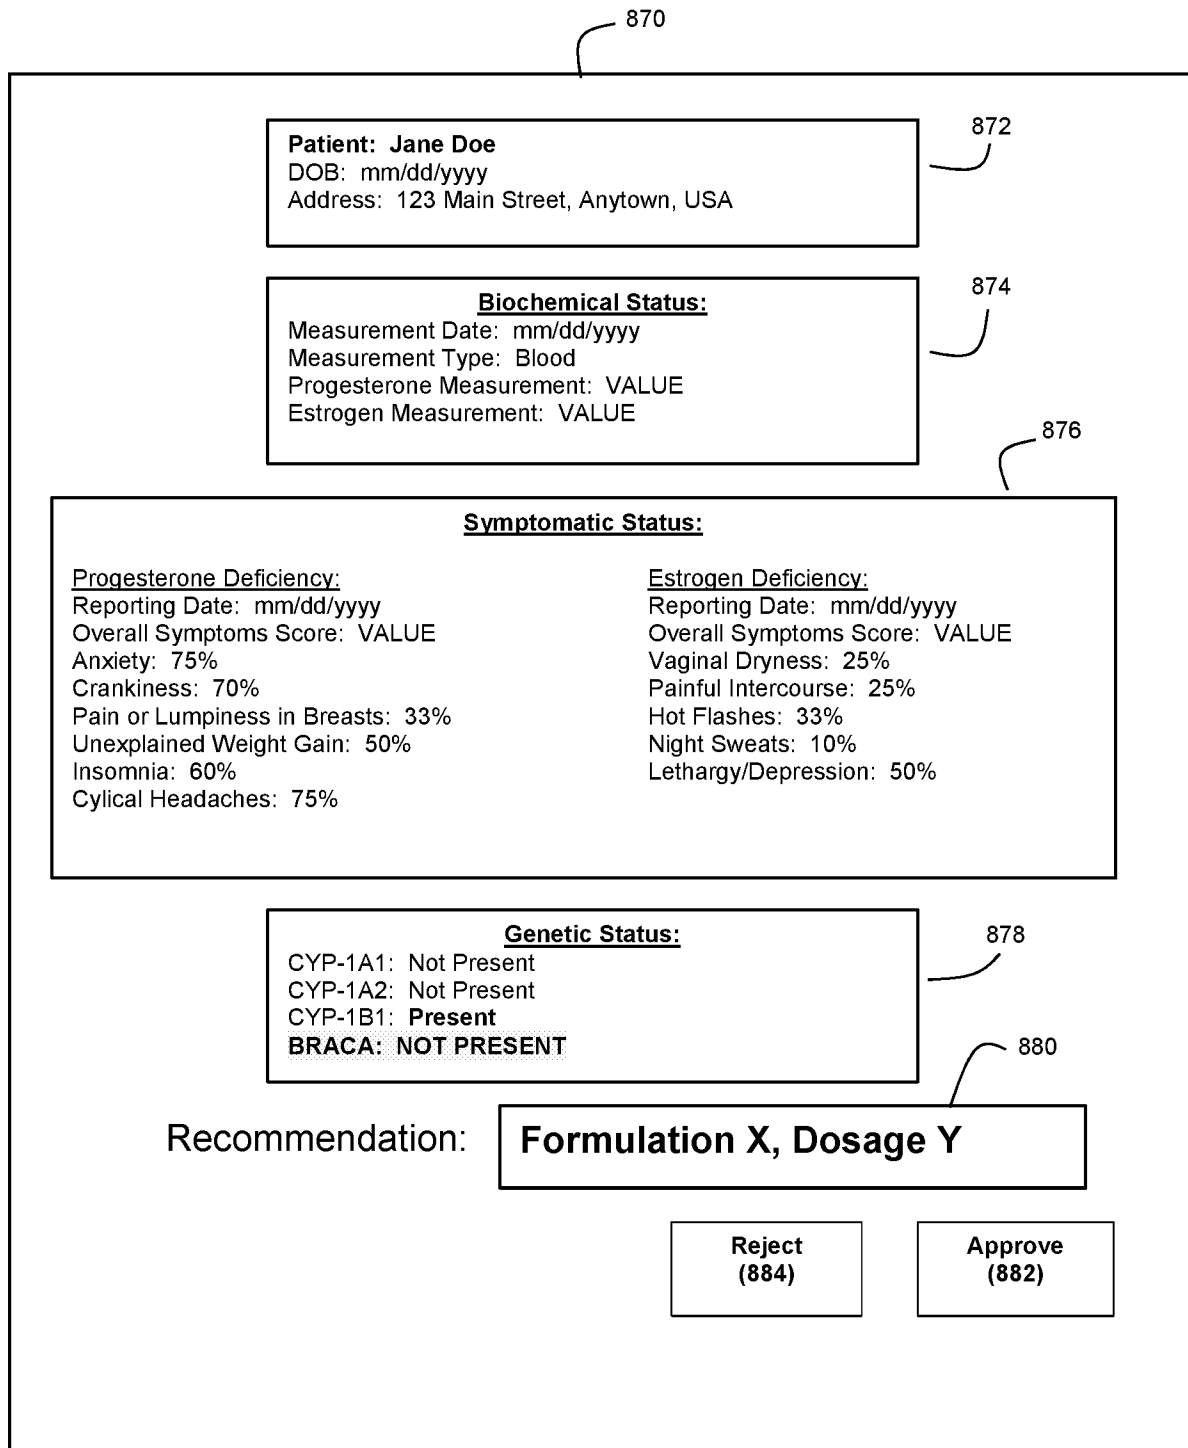 870
872
Patient: Jane Doe
DOB: mm/dd/yyyy
Address: 123 Main Street, Anytown, USA
874
Biochemical Status:
Measurement Date: mm/dd/yyyy
Measurement Type: Blood
Progesterone Measurement: VALUE
Estrogen Measurement: VALUE
876
Symptomatic Status:
Progesterone Deficiency:
Reporting Date: mm/dd/yyyy
Overall Symptoms Score: VALUE
Anxiety: 75%
Crankiness: 70%
Pain or Lumpiness in Breasts: 33%
Unexplained Weight Gain: 50%
Insomnia: 60%
Cylical Headaches: 75%
Estrogen Deficiency:
Reporting Date: mm/dd/yyyy
Overall Symptoms Score: VALUE
Vaginal Dryness: 25%
Painful Intercourse: 25%
Hot Flashes: 33%
Night Sweats: 10%
Lethargy/Depression: 50%
878
Genetic Status:
CYP-1A1: Not Present
CYP-1A2: Not Present
CYP-1B1: Present
BRACA: NOT PRESENT
880
Recommendation: Formulation X, Dosage Y
Reject
(884)
Approve
(882)